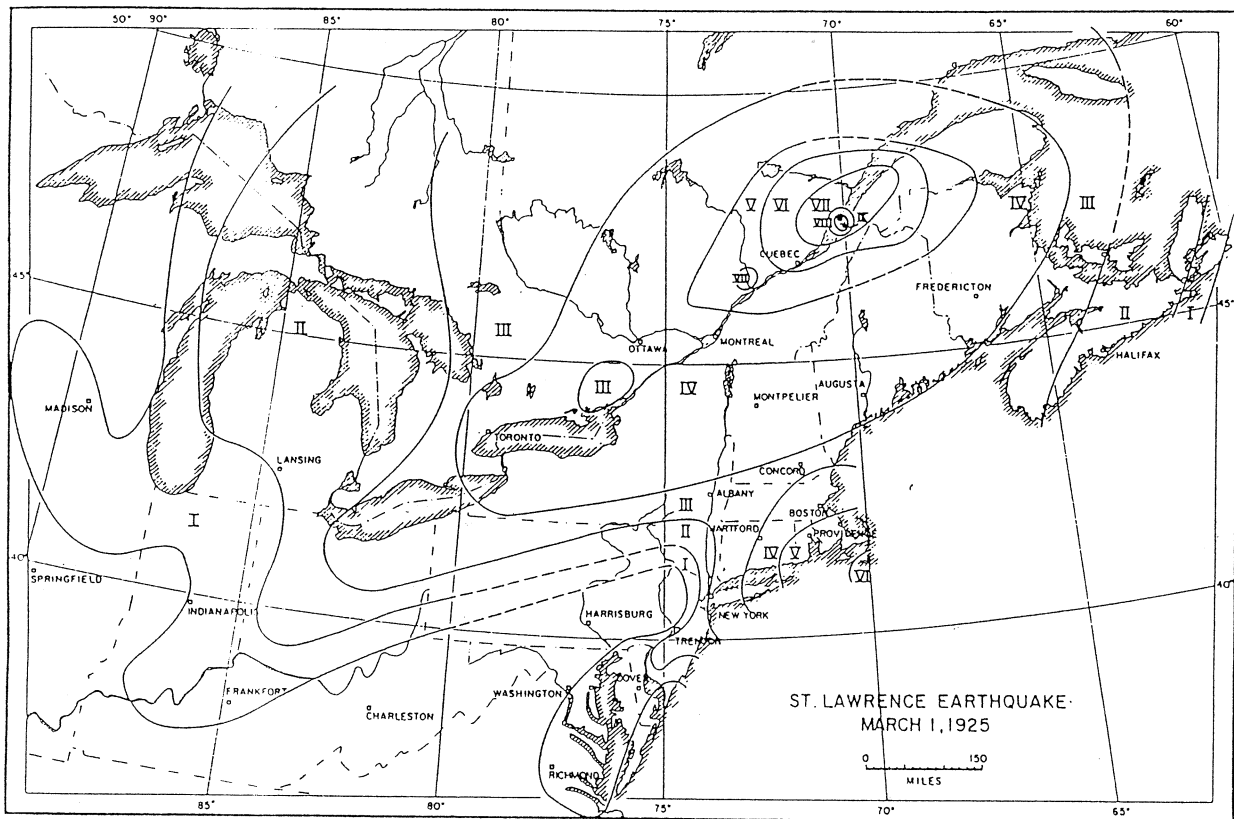 50° 90° 85° 80° 75° 70° 65° 60°
V VI VII IV III
VIII IX
QUEBEC
VII
45°
FREDERICTON
II III II I
45°
OTTAWA MONTREAL
HALIFAX
III IV
AUGUSTA
MADISON MONTPELIER
TORONTO
LANSING CONCORD
ALBANY
III
BOSTON
I
II HARTFORD PROVIDENCE
40° I IV V
VI
SPRINGFIELD 40°
INDIANAPOLIS HARRISBURG NEW YORK
TRENTON
FRANKFORT WASHINGTON DOVER
CHARLESTON
ST. LAWRENCE EARTHQUAKE
MARCH 1, 1925
0 150
MILES
RICHMOND
85° 80° 75° 70° 65°